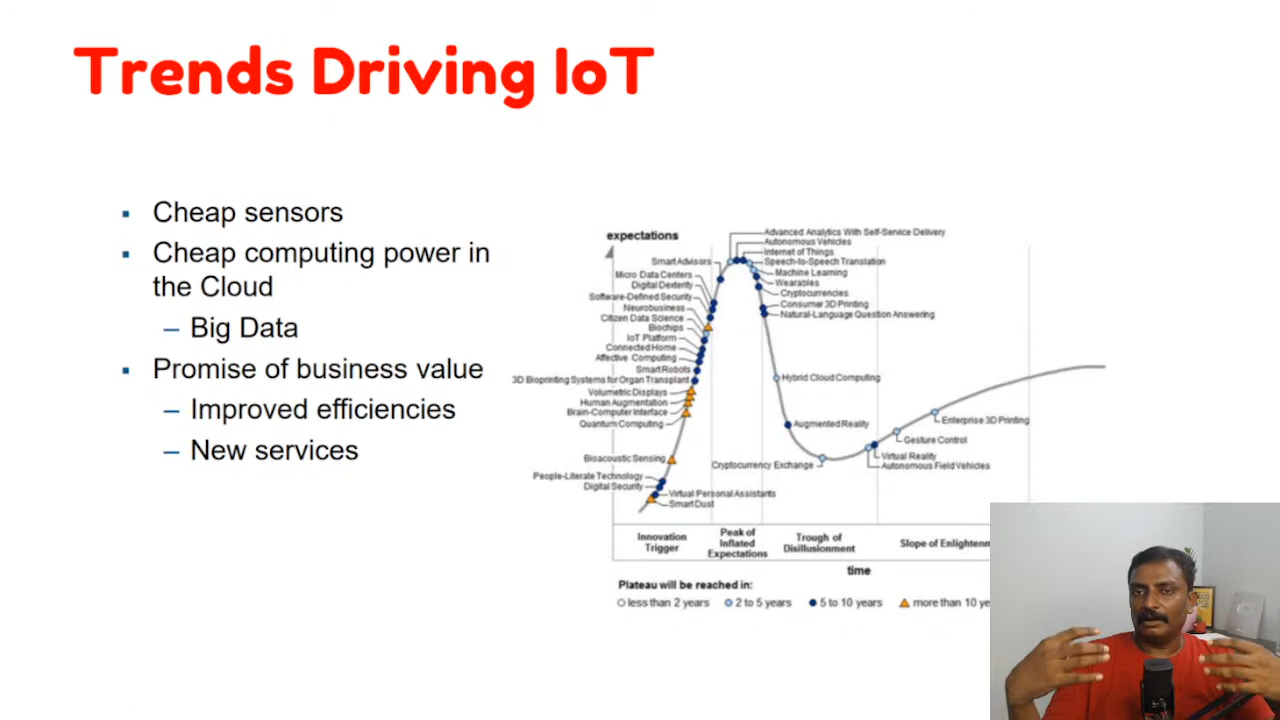 Trends Driving IoT
▪ Cheap sensors
▪ Cheap computing power in
the Cloud
– Big Data
▪ Promise of business value
– Improved efficiencies
– New services
expectations
Advanced Analytics With Self-Service Delivery
Autonomous Vehicles
Internet of Things
Smart Advisors
Speech-to-Speech Translation
Machine Learning
Micro Data Centers
Wearables
Digital Dexterity
Cryptocurrencies
Software-Defined Security
Consumer 3D Printing
Neurobusiness
Natural-Language Question Answering
Citizen Data Science
Biochips
IoT Platform
Connected Home
Affective Computing
Smart Robots
3D Bioprinting Systems for Organ Transplant
Hybrid Cloud Computing
Volumetric Displays
Human Augmentation
Brain-Computer Interface
Quantum Computing
Augmented Reality
Enterprise 3D Printing
Gesture Control
Bioacoustic Sensing
Virtual Reality
Cryptocurrency Exchange
Autonomous Field Vehicles
People-Literate Technology
Digital Security
Virtual Personal Assistants
Smart Dust
Innovation
Trigger
Peak of
Inflated
Expectations
Trough of
Disillusionment
Slope of Enlightenm
time
Plateau will be reached in:
less than 2 years 2 to 5 years 5 to 10 years more than 10 ye